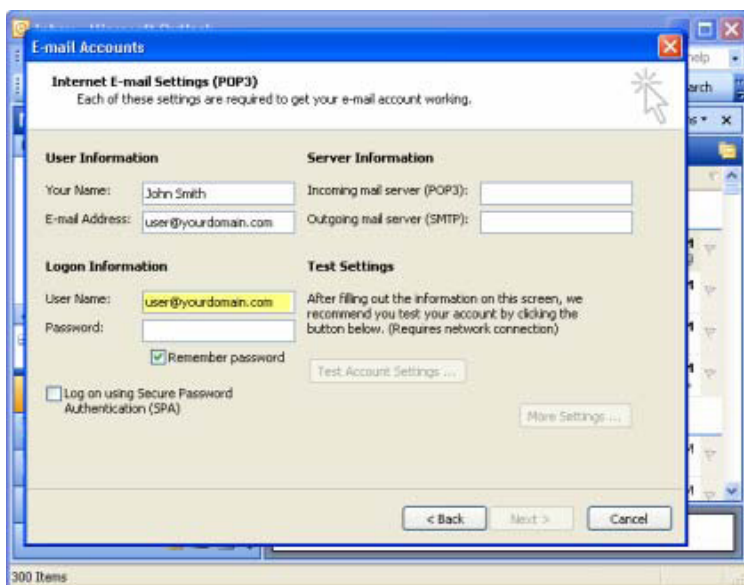 E-mail Accounts
Internet E-mail Settings (POP3)
Each of these settings are required to get your e-mail account working.
User Information
Your Name: John Smith
E-mail Address: user@yourdomain.com
Server Information
Incoming mail server (POP3):
Outgoing mail server (SMTP):
Logon Information
User Name: user@yourdomain.com
Password:
Remember password
Log on using Secure Password
Authentication (SPA)
Test Settings
After filling out the information on this screen, we
recommend you test your account by clicking the
button below. (Requires network connection)
Test Account Settings ...
More Settings ...
< Back
Next >
Cancel
300 Items